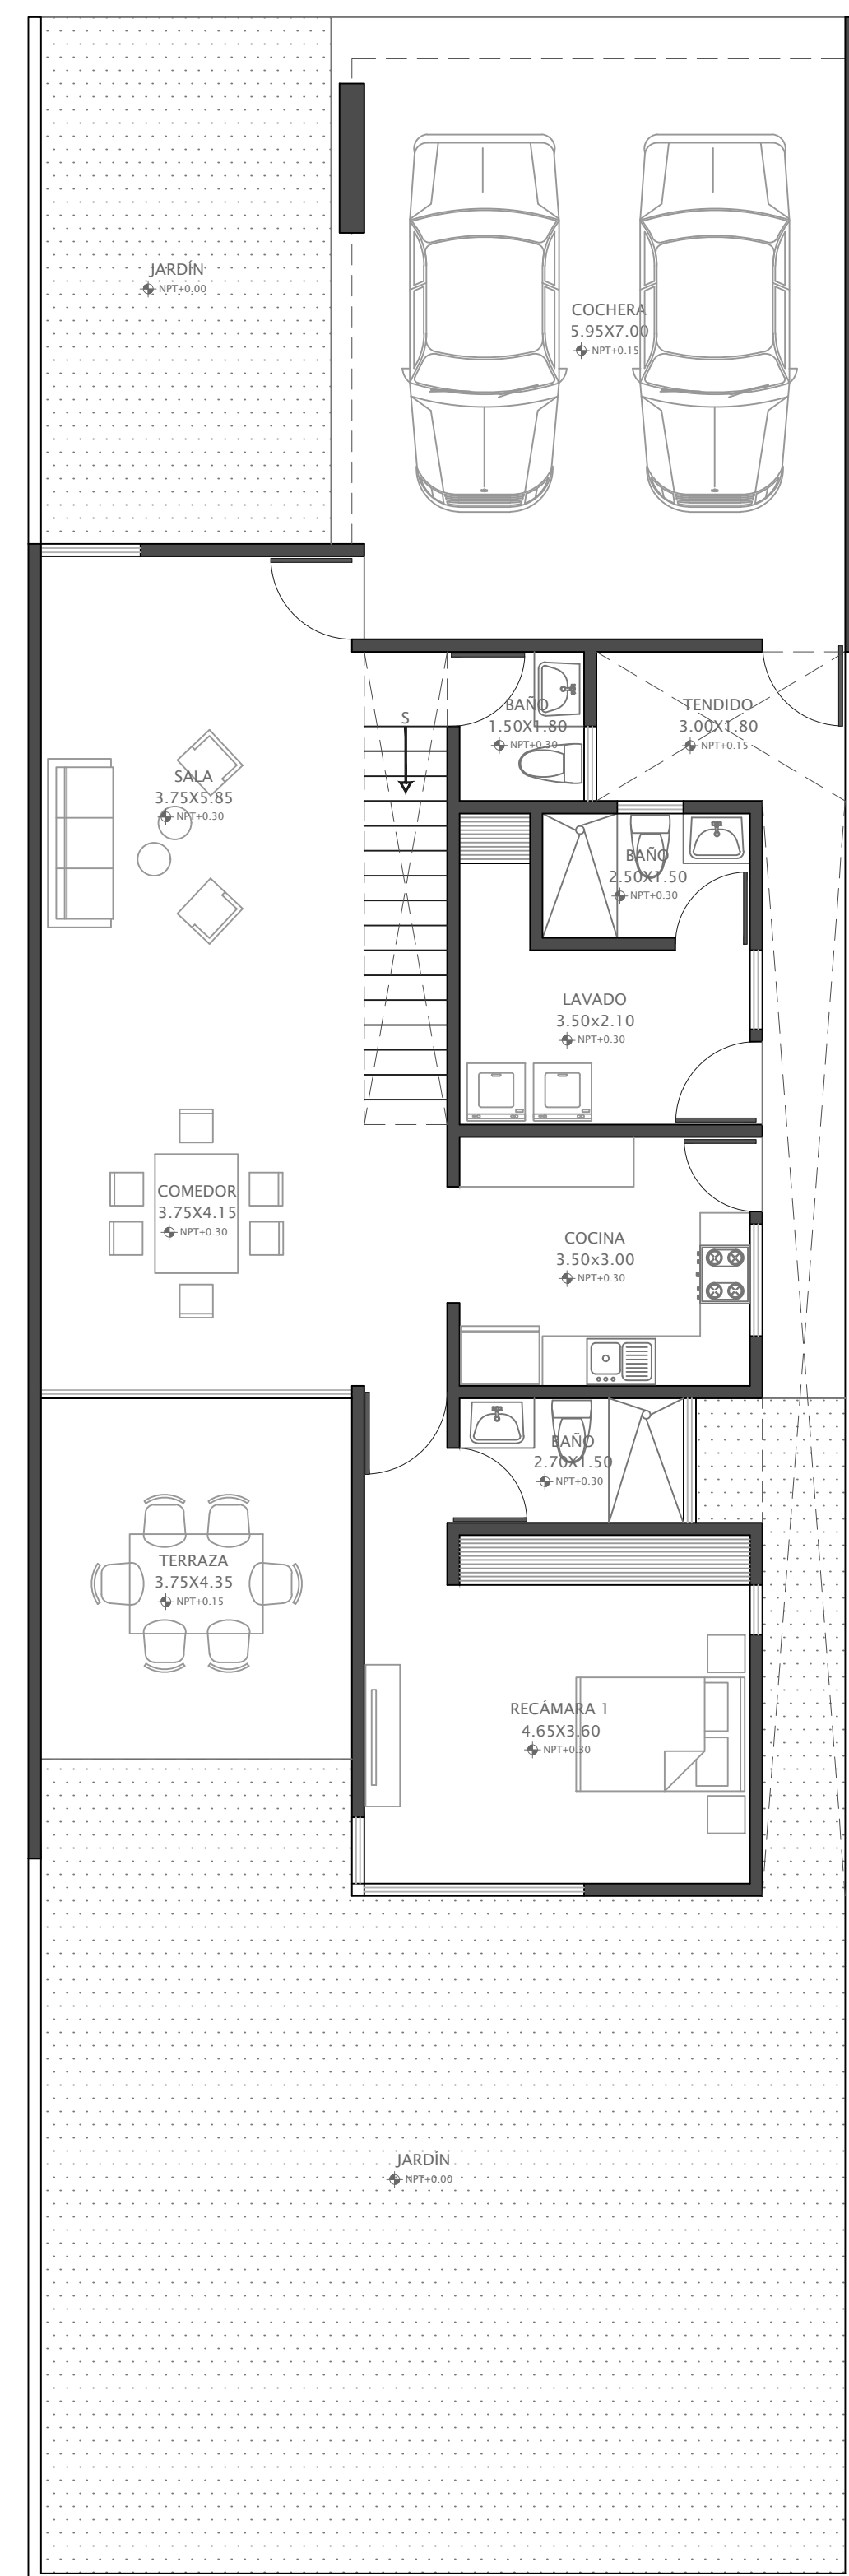 JARDÍN
NPT+0.00
COCHERA
5.95X7.00
NPT+0.15
BAÑO
1.50X1.80
NPT+0.30
TENDIDO
3.00X1.80
NPT+0.15
S
SALA
3.75X5.85
NPT+0.30
BAÑO
2.50X1.50
NPT+0.30
LAVADO
3.50x2.10
NPT+0.30
COMEDOR
3.75X4.15
NPT+0.30
COCINA
3.50x3.00
NPT+0.30
BAÑO
2.70X1.50
NPT+0.30
TERRAZA
3.75X4.35
NPT+0.15
RECÁMARA 1
4.65X3.60
NPT+0.30
JARDÍN
NPT+0.00